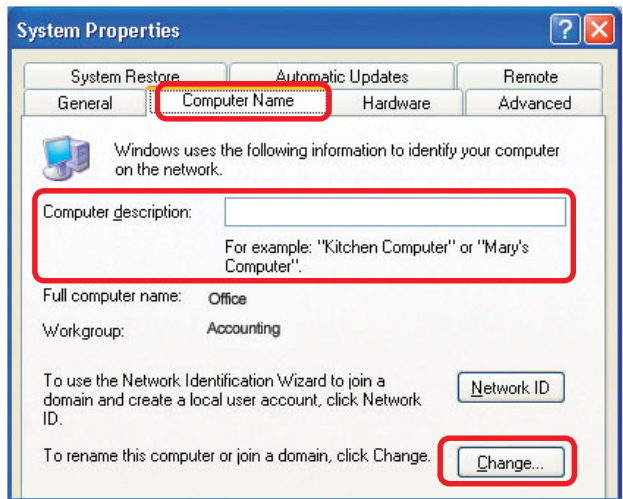 System Properties
System Restore Automatic Updates Remote
General Computer Name Hardware Advanced
Windows uses the following information to identify your computer
on the network.
Computer description:
For example: "Kitchen Computer" or "Mary's
Computer".
Full computer name: Office
Workgroup: Accounting
To use the Network Identification Wizard to join a
domain and create a local user account, click Network
ID.
Network ID
To rename this computer or join a domain, click Change.
Change...